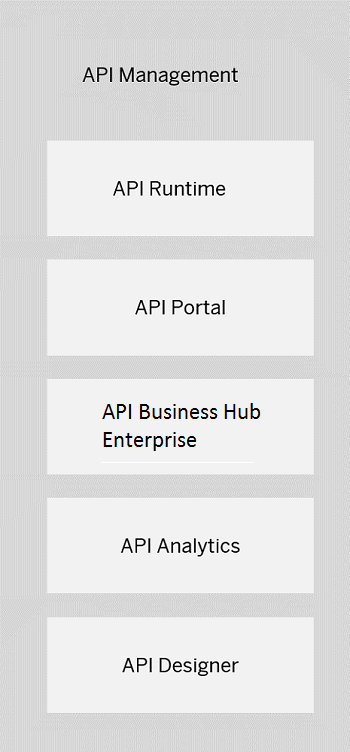 API Management
API Runtime
API Portal
API Business Hub
Enterprise
API Analytics
API Designer